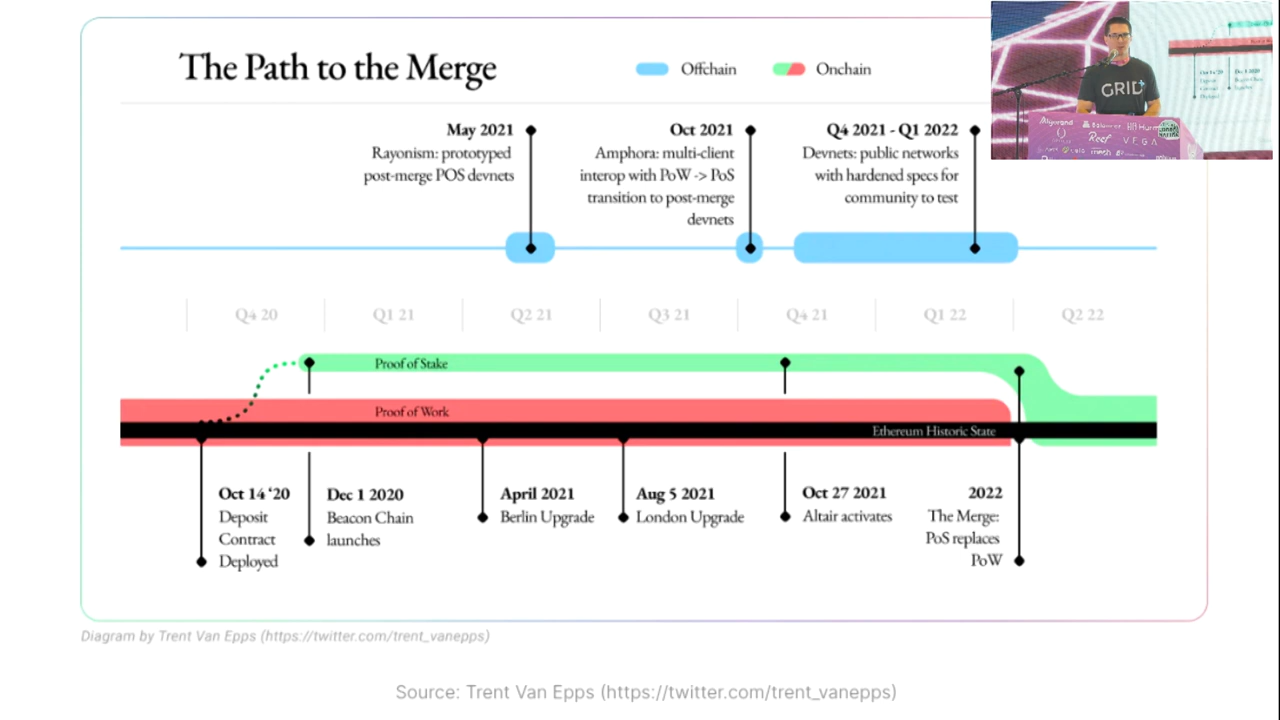 The Path to the Merge
Offchain
Onchain
May 2021
Rayonism: prototyped
post-merge POS devnets
Oct 2021
Amphora: multi-client
interop with PoW -> PoS
transition to post-merge
devnets
Q4 2021 - Q1 2022
Devnets: public networks
with hardened specs for
community to test
Q4 20
Q1 21
Q2 21
Q3 21
Q4 21
Q1 22
Q2 22
Proof of Stake
Proof of Work
Ethereum Historic State
Oct 14 ‘20
Deposit
Contract
Deployed
Dec 1 2020
Beacon Chain
launches
April 2021
Berlin Upgrade
Aug 5 2021
London Upgrade
Oct 27 2021
Altair activates
2022
The Merge:
PoS replaces
PoW
Diagram by Trent Van Epps (https://twitter.com/trent_vanepps)
Source: Trent Van Epps (https://twitter.com/trent_vanepps)
GRID+
Algorand
Reef
VEGA